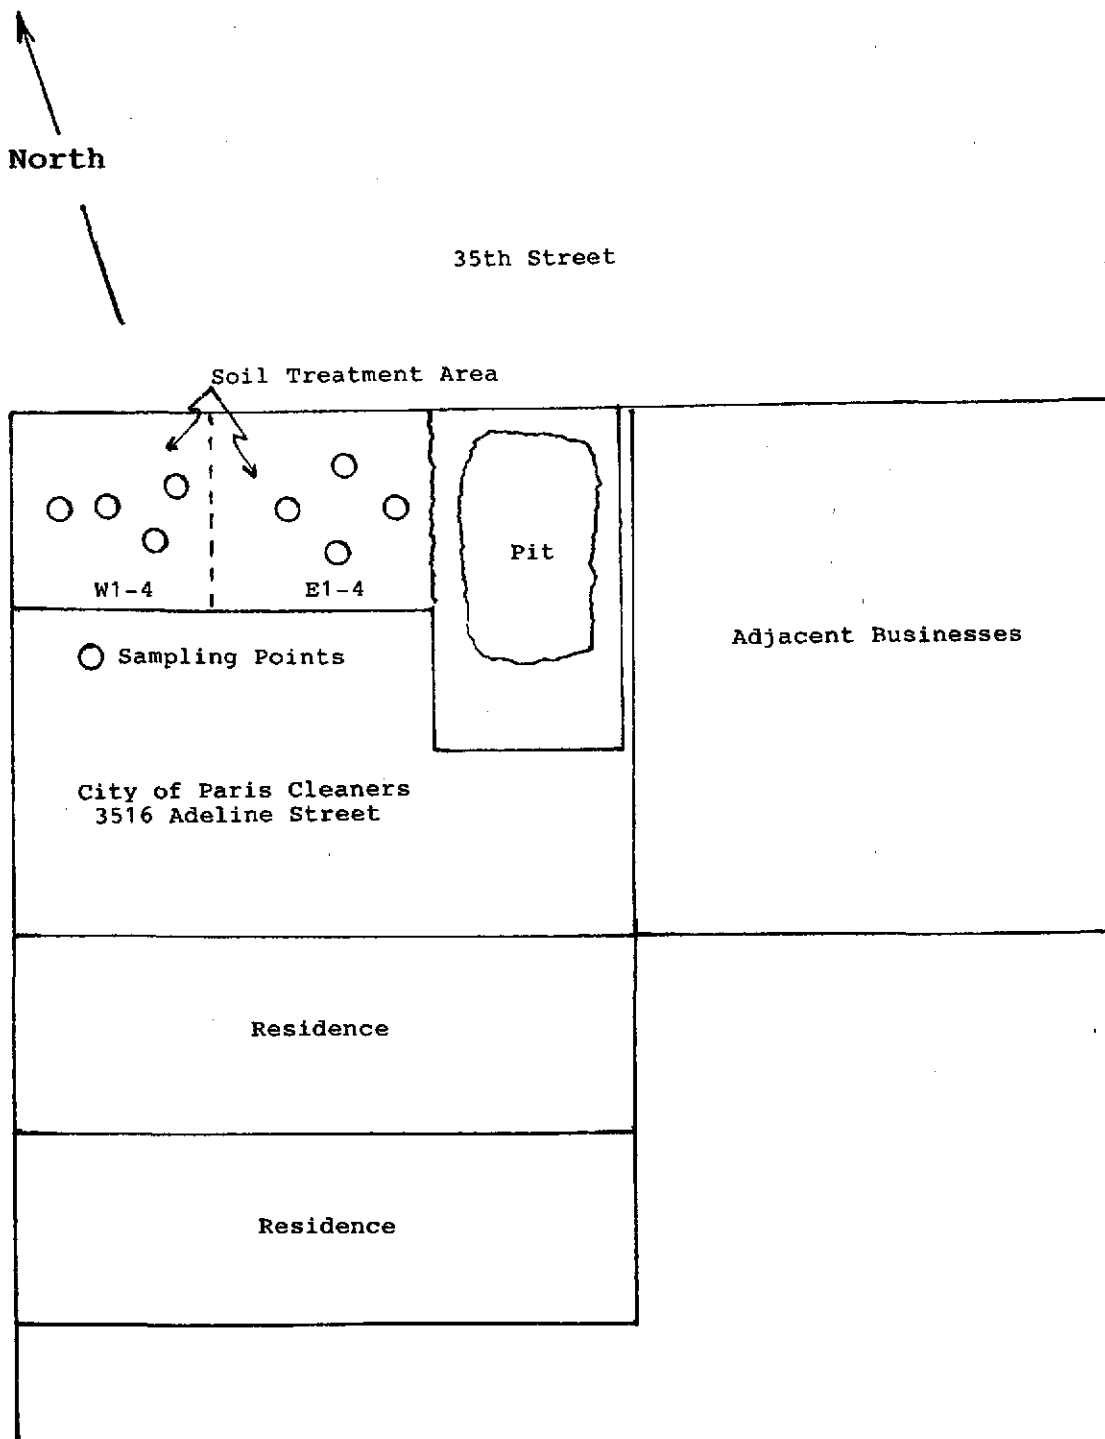 North
35th Street
Soil Treatment Area
Pit
W1-4
E1-4
Adjacent Businesses
Sampling Points
City of Paris Cleaners
3516 Adeline Street
Residence
Residence